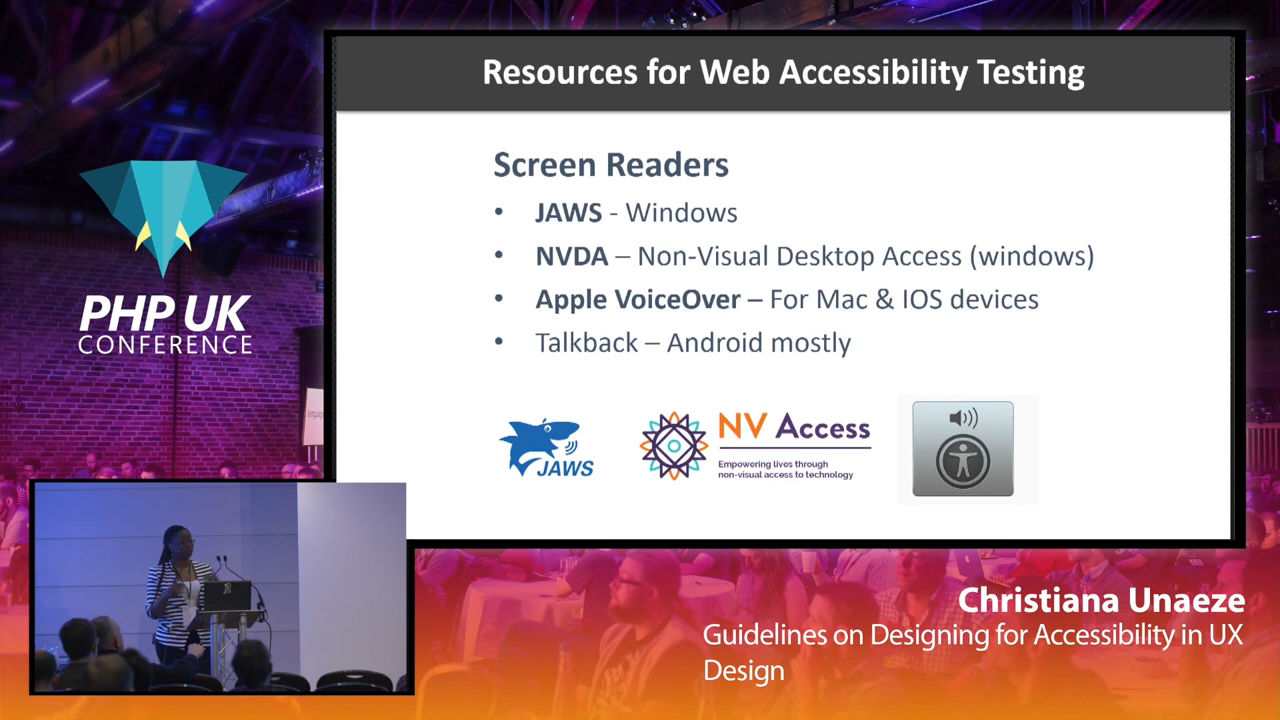 Resources for Web Accessibility Testing
Screen Readers
• JAWS - Windows
• NVDA – Non-Visual Desktop Access (windows)
• Apple VoiceOver – For Mac & IOS devices
• Talkback – Android mostly
JAWS
NV Access
Empowering lives through
non-visual access to technology
PHP UK
CONFERENCE
Christiana Unaeze
Guidelines on Designing for Accessibility in UX
Design